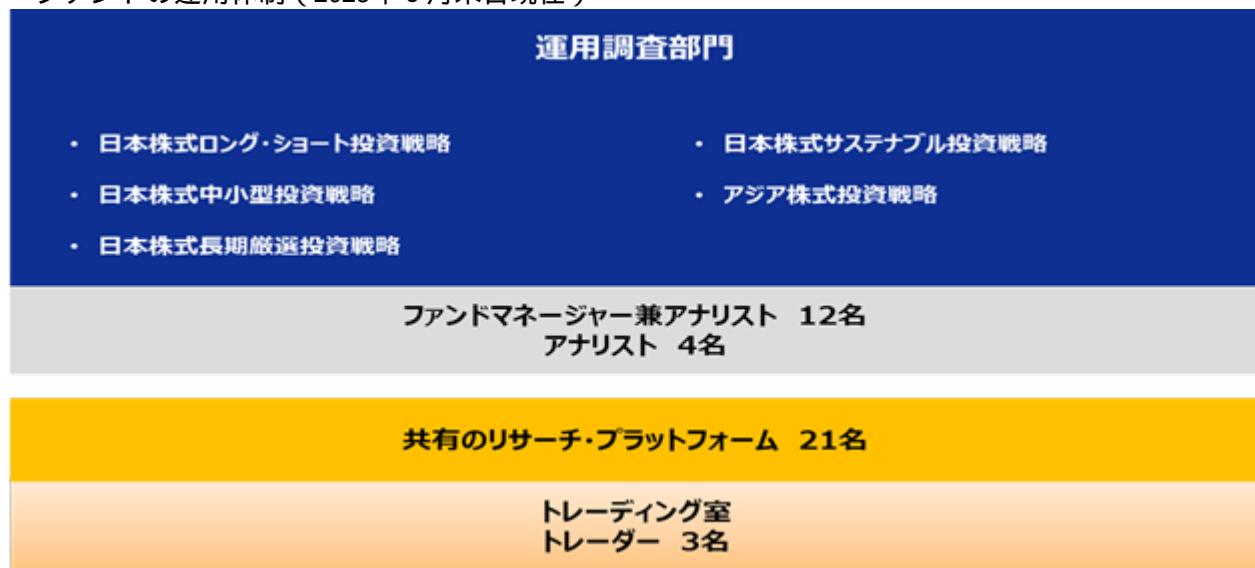 運用調査部門
・ 日本株式ロング・ショート投資戦略
・ 日本株式サステナブル投資戦略
・ 日本株式中小型投資戦略
・ アジア株式投資戦略
・ 日本株式長期厳選投資戦略
ファンドマネージャー兼アナリスト 12名
アナリスト 4名
共有のリサーチ・プラットフォーム 21名
トレーディング室
トレーダー 3名